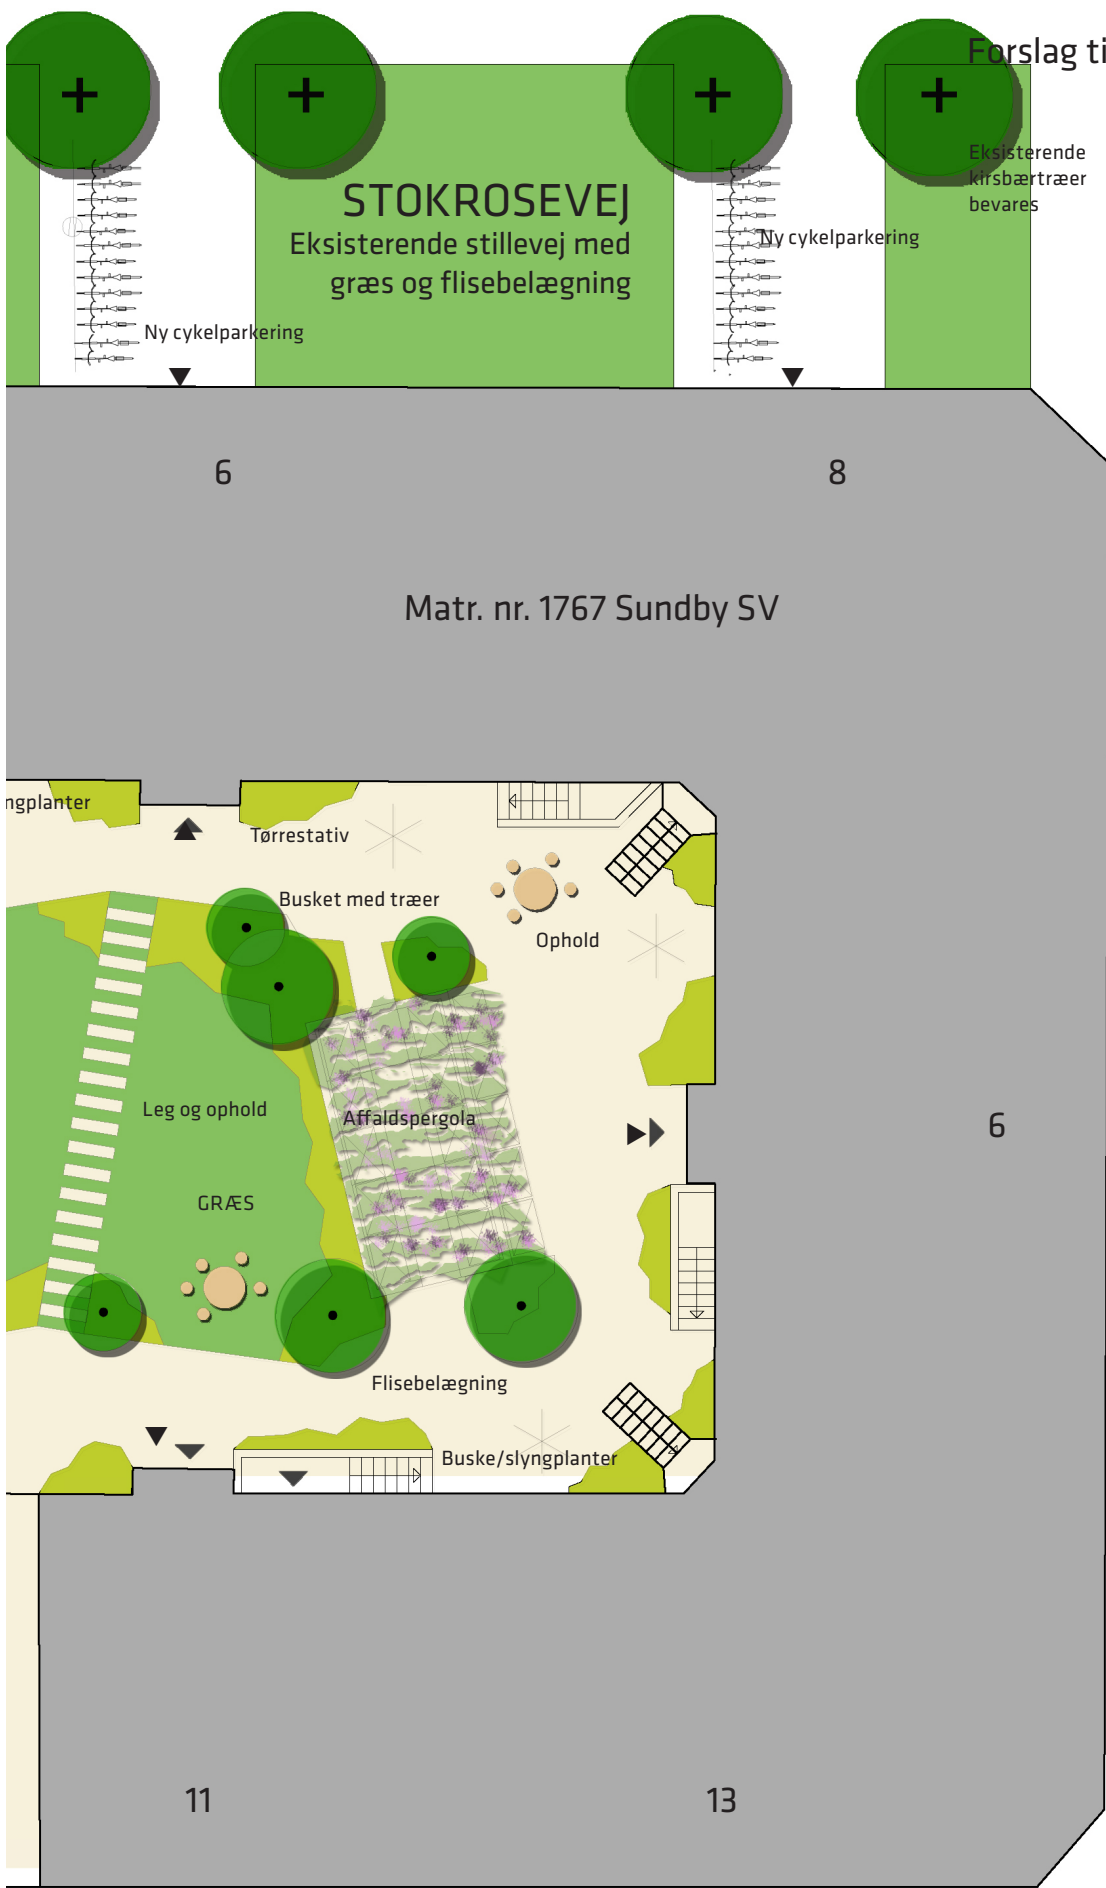 Forslag ti
Eksisterende
kirsbærtræer
bevares
STOKROSEVEJ
Eksisterende stillevej med
græs og flisebelægning
Ny cykelparkering
Ny cykelparkering
6
8
Matr. nr. 1767 Sundby SV
ngplanter
Tørrestativ
Busket med træer
Ophold
Leg og ophold
Affaldspergola
6
GRÆS
Flisebelægning
Buske/slyngplanter
11
13